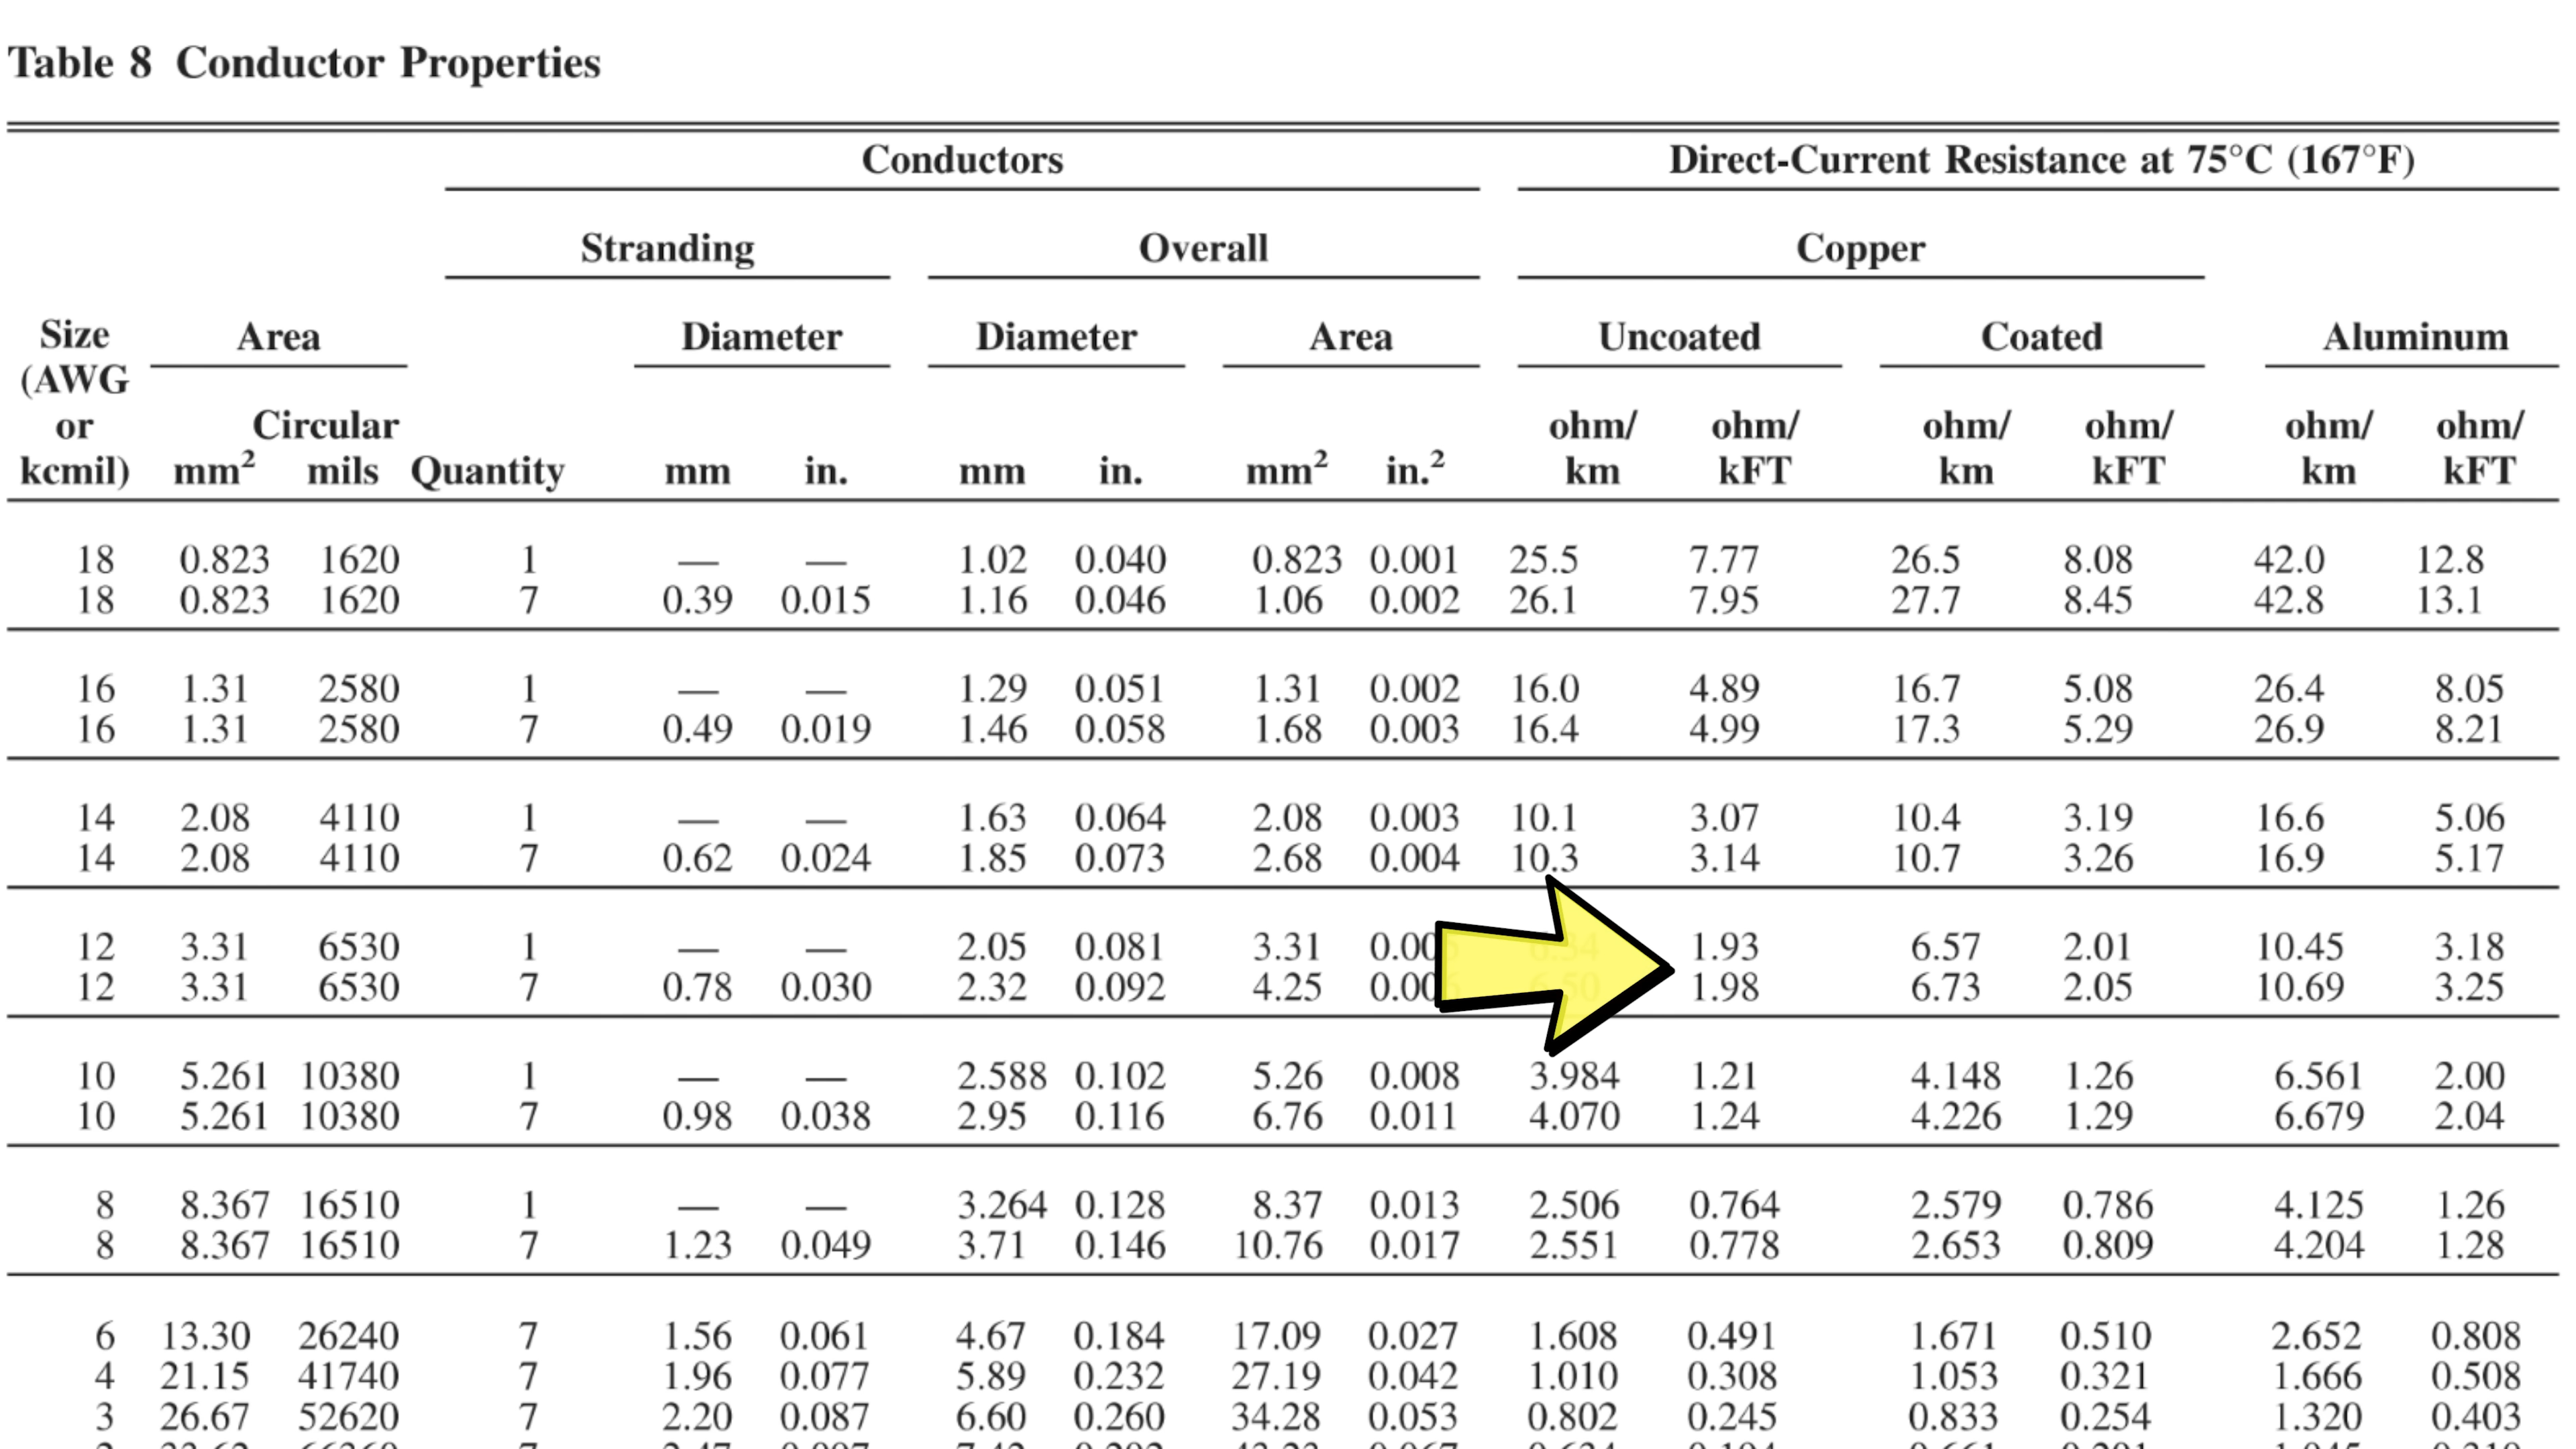 Table 8 Conductor Properties
Conductors Direct-Current Resistance at 75°C (167°F)
Stranding Overall Copper
Size Area Diameter Diameter Area Uncoated Coated Aluminum
(AWG
or Circular ohm/ ohm/ ohm/ ohm/ ohm/ ohm/
kcmil) mm² mils Quantity mm in. mm in. mm² in.² km kFT km kFT km kFT
18 0.823 1620 1 — — 1.02 0.040 0.823 0.001 25.5 7.77 26.5 8.08 42.0 12.8
18 0.823 1620 7 0.39 0.015 1.16 0.046 1.06 0.002 26.1 7.95 27.7 8.45 42.8 13.1
16 1.31 2580 1 — — 1.29 0.051 1.31 0.002 16.0 4.89 16.7 5.08 26.4 8.05
16 1.31 2580 7 0.49 0.019 1.46 0.058 1.68 0.003 16.4 4.99 17.3 5.29 26.9 8.21
14 2.08 4110 1 — — 1.63 0.064 2.08 0.003 10.1 3.07 10.4 3.19 16.6 5.06
14 2.08 4110 7 0.62 0.024 1.85 0.073 2.68 0.004 10.3 3.14 10.7 3.26 16.9 5.17
12 3.31 6530 1 — — 2.05 0.081 3.31 1.93 6.57 2.01 10.45 3.18
12 3.31 6530 7 0.78 0.030 2.32 0.092 4.25 1.98 6.73 2.05 10.69 3.25
10 5.261 10380 1 — — 2.588 0.102 5.26 0.008 3.984 1.21 4.148 1.26 6.561 2.00
10 5.261 10380 7 0.98 0.038 2.95 0.116 6.76 0.011 4.070 1.24 4.226 1.29 6.679 2.04
8 8.367 16510 1 — — 3.264 0.128 8.37 0.013 2.506 0.764 2.579 0.786 4.125 1.26
8 8.367 16510 7 1.23 0.049 3.71 0.146 10.76 0.017 2.551 0.778 2.653 0.809 4.204 1.28
6 13.30 26240 7 1.56 0.061 4.67 0.184 17.09 0.027 1.608 0.491 1.671 0.510 2.652 0.808
4 21.15 41740 7 1.96 0.077 5.89 0.232 27.19 0.042 1.010 0.308 1.053 0.321 1.666 0.508
3 26.67 52620 7 2.20 0.087 6.60 0.260 34.28 0.053 0.802 0.245 0.833 0.254 1.320 0.403